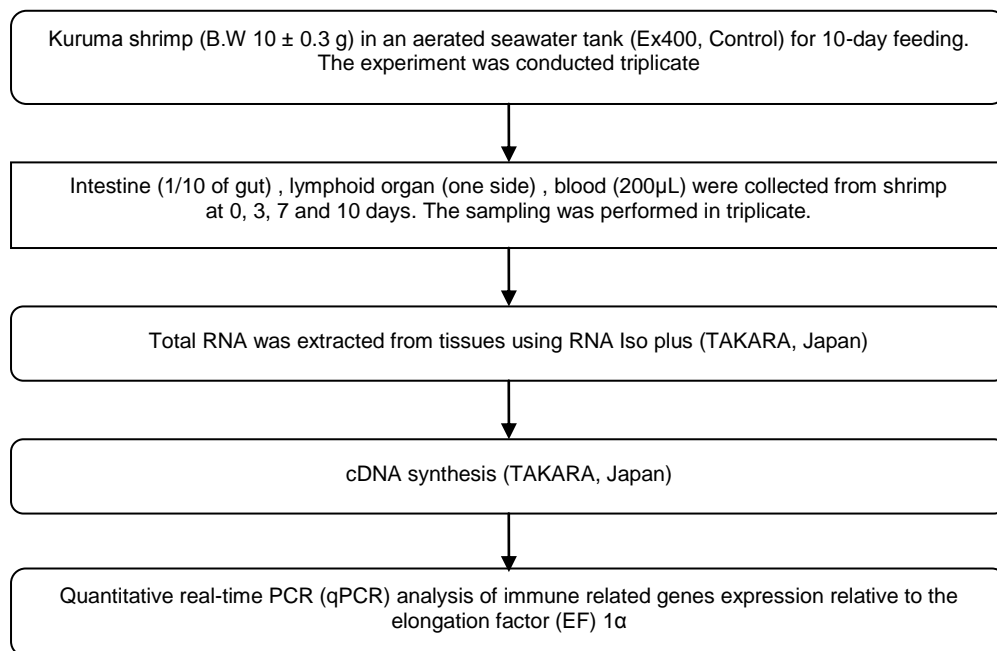 Kuruma shrimp (B.W 10 ± 0.3 g) in an aerated seawater tank (Ex400, Control) for 10-day feeding.
The experiment was conducted triplicate
Intestine (1/10 of gut) , lymphoid organ (one side) , blood (200µL) were collected from shrimp
at 0, 3, 7 and 10 days. The sampling was performed in triplicate.
Total RNA was extracted from tissues using RNA Iso plus (TAKARA, Japan)
cDNA synthesis (TAKARA, Japan)
Quantitative real-time PCR (qPCR) analysis of immune related genes expression relative to the
elongation factor (EF) 1α